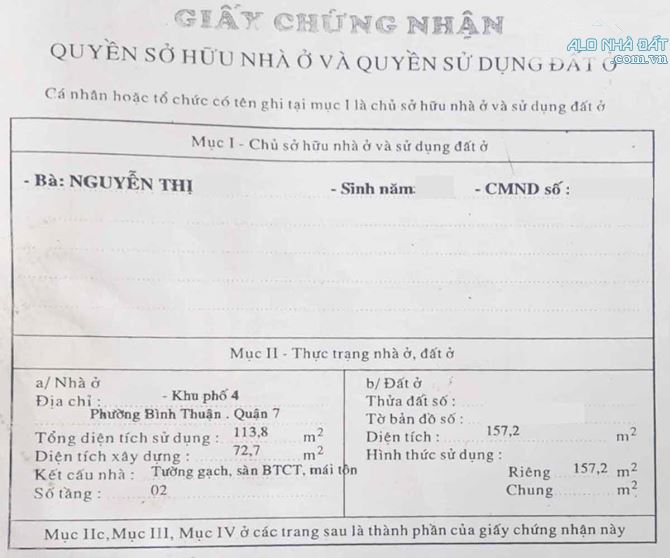 GIẤY CHỨNG NHẬN
ALO NHÀ ĐẤT
.com.vn
QUYỀN SỞ HỮU NHÀ Ở VÀ QUYỀN SỬ DỤNG ĐẤT Ở
Cá nhân hoặc tổ chức có tên ghi tại mục I là chủ sở hữu nhà ở và sử dụng đất ở
Mục I - Chủ sở hữu nhà ở và sử dụng đất ở
- Bà: NGUYỄN THỊ - Sinh năm: - CMND số :
Mục II - Thực trạng nhà ở, đất ở
a/ Nhà ở
Địa chỉ : - Khu phố 4
Phường Bình Thuận . Quận 7
Tổng diện tích sử dụng : 113,8 m2
Diện tích xây dựng : 72,7 m2
Kết cấu nhà : Tường gạch, sàn BTCT, mái tôn
Số tầng : 02
b/ Đất ở
Thửa đất số :
Tờ bản đồ số :
Diện tích : 157,2 m2
Hình thức sử dụng :
Riêng 157,2 m2
Chung m2
Mục IIc, Mục III, Mục IV ở các trang sau là thành phần của giấy chứng nhận này